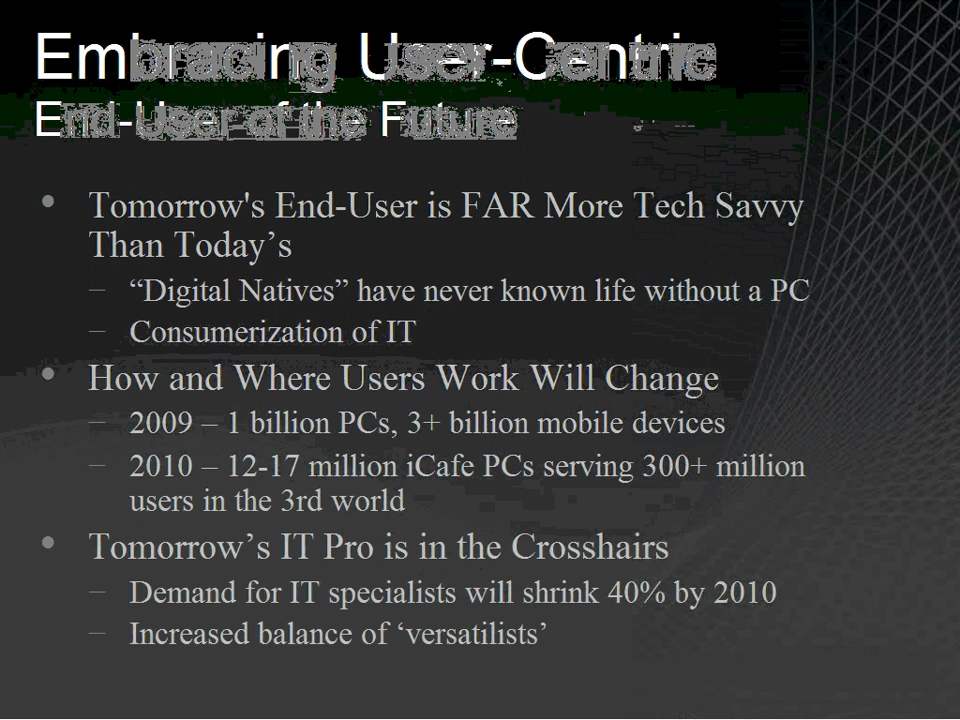 Embracing User-Centric
End-User of the Future
• Tomorrow's End-User is FAR More Tech Savvy
Than Today’s
– “Digital Natives” have never known life without a PC
– Consumerization of IT
• How and Where Users Work Will Change
– 2009 – 1 billion PCs, 3+ billion mobile devices
– 2010 – 12-17 million iCafe PCs serving 300+ million
users in the 3rd world
• Tomorrow’s IT Pro is in the Crosshairs
– Demand for IT specialists will shrink 40% by 2010
– Increased balance of ‘versatilists’